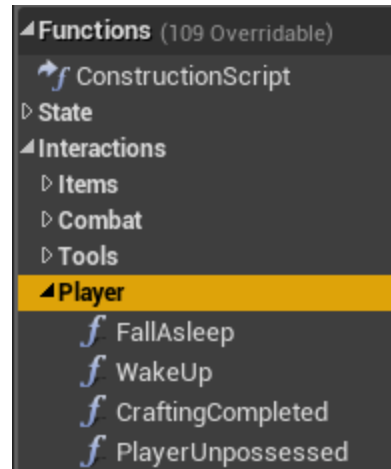 Functions (109 Overridable)
ConstructionScript
State
Interactions
Items
Combat
Tools
Player
FallAsleep
WakeUp
CraftingCompleted
PlayerUnpossessed